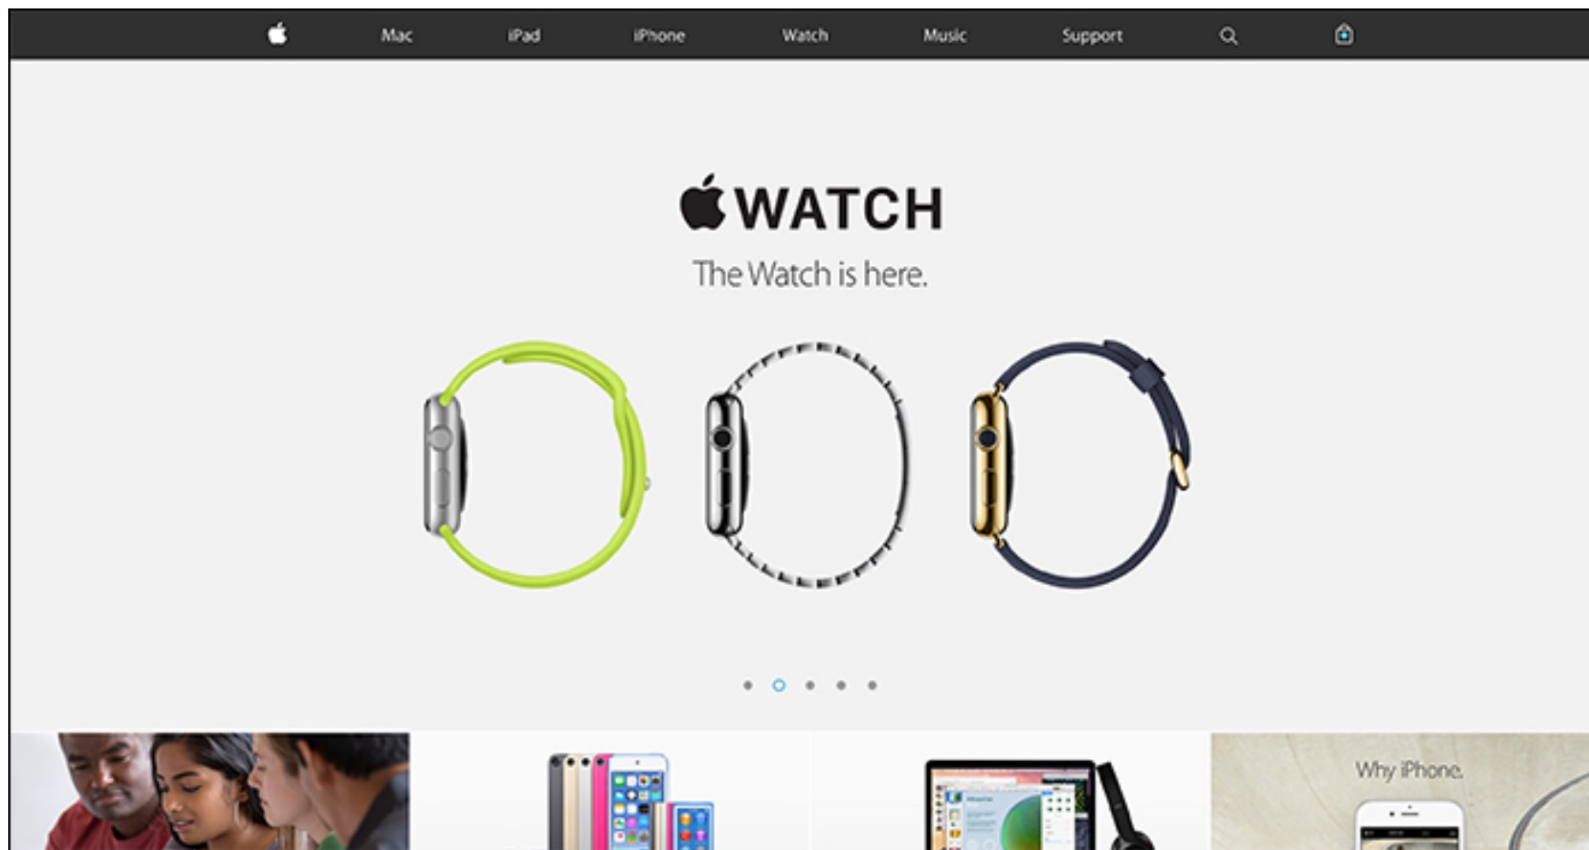 Mac iPad iPhone Watch Music Support
WATCH
The Watch is here.
Why iPhone.